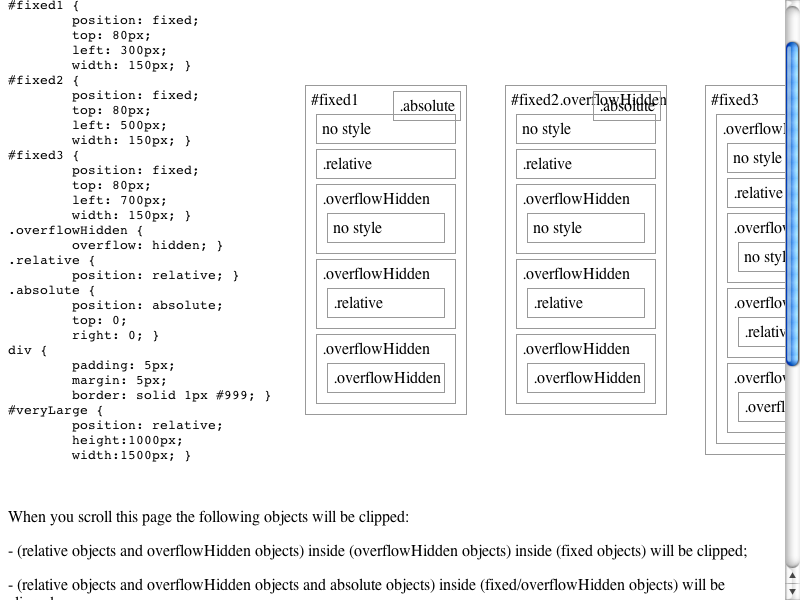 #fixed1 {
position: fixed;
top: 80px;
left: 300px;
width: 150px; }
#fixed2 {
position: fixed;
top: 80px;
left: 500px;
width: 150px; }
#fixed3 {
position: fixed;
top: 80px;
left: 700px;
width: 150px; }
.overflowHidden {
overflow: hidden; }
.relative {
position: relative; }
.absolute {
position: absolute;
top: 0;
right: 0; }
div {
padding: 5px;
margin: 5px;
border: solid 1px #999; }
#veryLarge {
position: relative;
height:1000px;
width:1500px; }
#fixed1
.absolute
no style
.relative
.overflowHidden
no style
.overflowHidden
.relative
.overflowHidden
.overflowHidden
#fixed2.overflowHidden
.absolute
no style
.relative
.overflowHidden
no style
.overflowHidden
.relative
.overflowHidden
.overflowHidden
#fixed3
.overflowH
no style
.relative
.overflow
no styl
.overflow
.relativ
.overflow
.overfl
When you scroll this page the following objects will be clipped:
- (relative objects and overflowHidden objects) inside (overflowHidden objects) inside (fixed objects) will be clipped;
- (relative objects and overflowHidden objects and absolute objects) inside (fixed/overflowHidden objects) will be